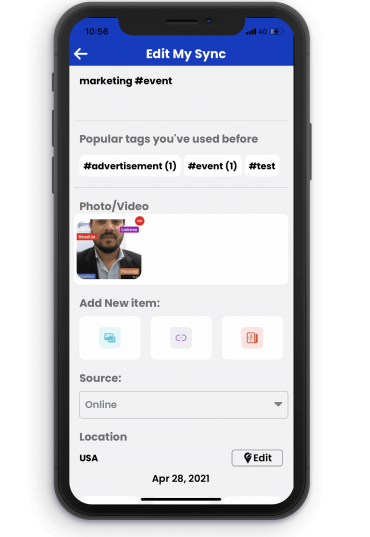 10:56
4G
Edit My Sync
marketing #event
Popular tags you've used before
#advertisement (1) #event (1) #test
Photo/Video
Add New item:
Source:
Online
Location
USA
Edit
Apr 28, 2021